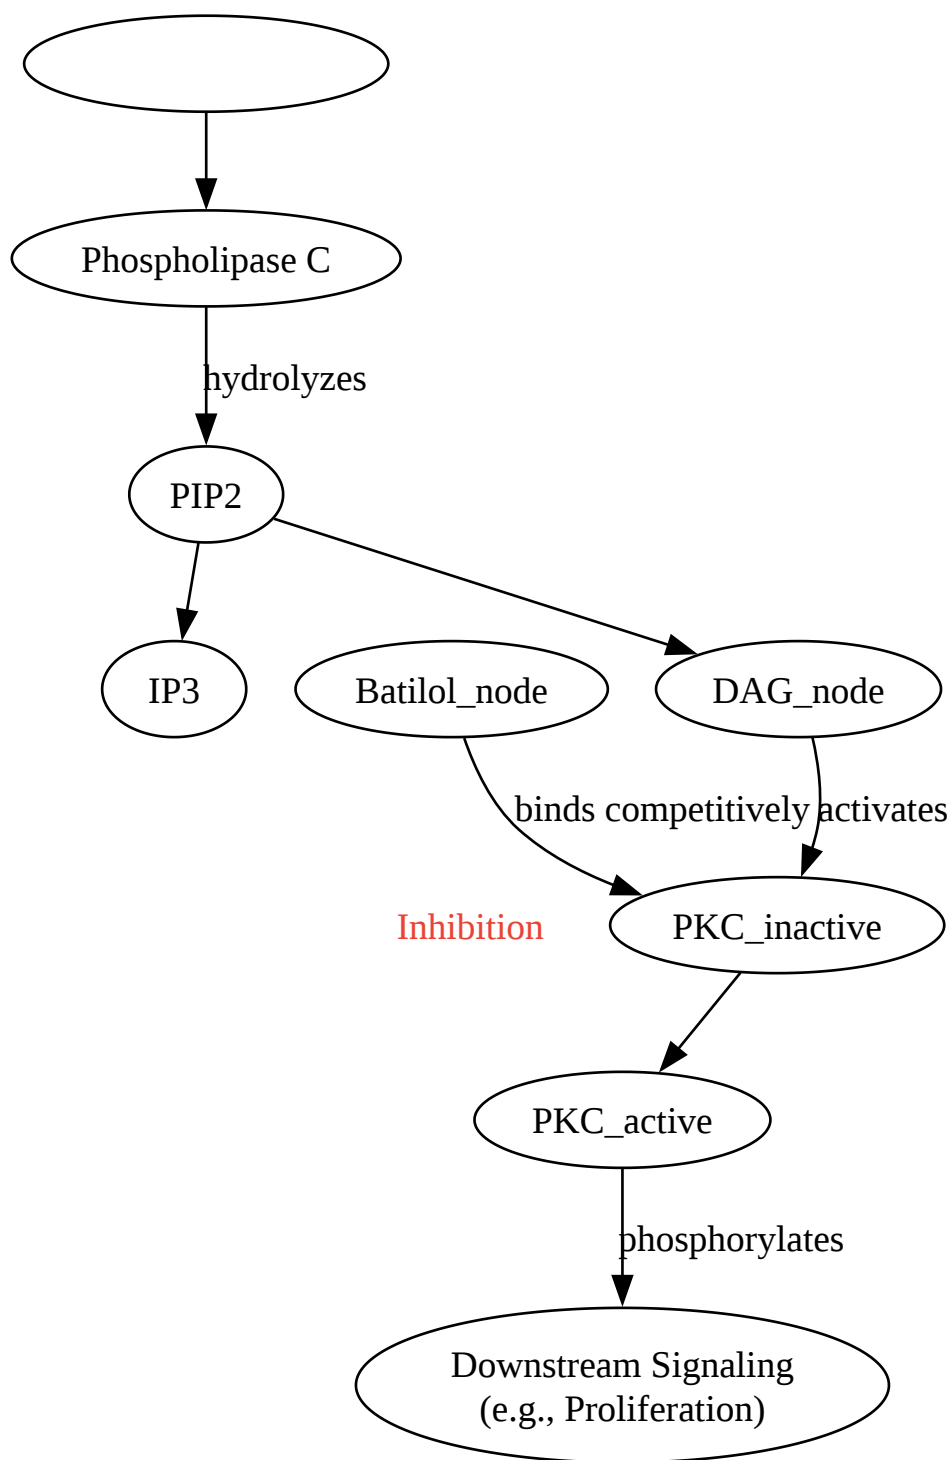 Phospholipase C
hydrolyzes
PIP2
IP3
Batilol_node
DAG_node
binds competitively
activates
Inhibition
PKC_inactive
PKC_active
phosphorylates
Downstream Signaling
(e.g., Proliferation)